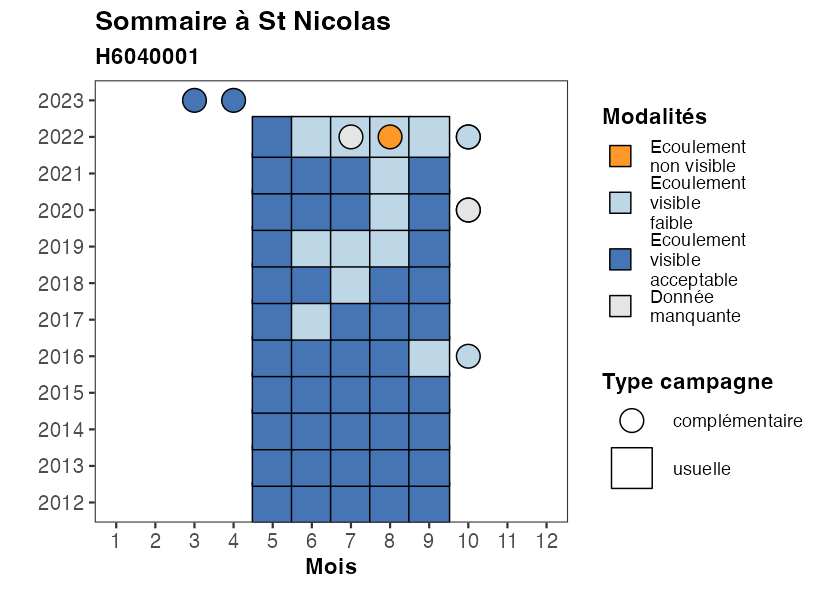 Sommaire à St Nicolas
H6040001
2023
2022
2021
2020
2019
2018
2017
2016
2015
2014
2013
2012
1 2 3 4 5 6 7 8 9 10 11 12
Mois
Modalités
Ecoulement
non visible
Ecoulement
visible
faible
Ecoulement
visible
acceptable
Donnée
manquante
Type campagne
complémentaire
usuelle